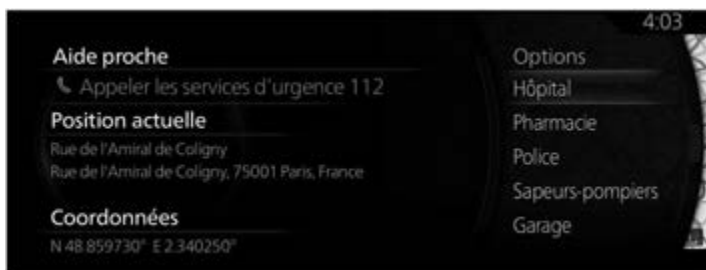 4:03
Aide proche
Appeler les services d'urgence 112
Position actuelle
Rue de l'Amiral de Coligny
Rue de l'Amiral de Coligny, 75001 Paris, France
Coordonnées
N 48.859730° E 2.340250°
Options
Hôpital
Pharmacie
Police
Sapeurs-pompiers
Garage